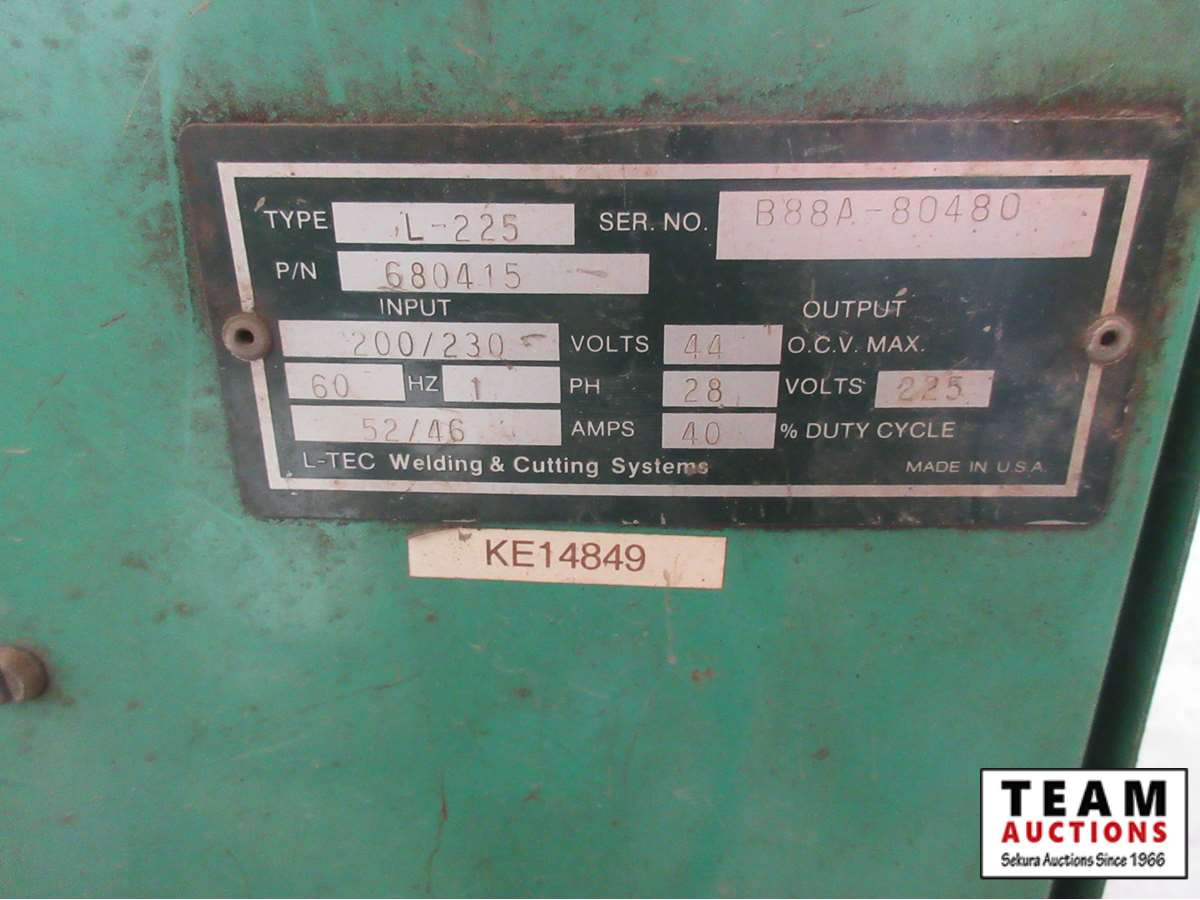 TYPE L-225 SER. NO. B88A-80480
P/N 680415
INPUT OUTPUT
200/230 VOLTS 44 O.C.V. MAX.
60 HZ 1 PH 28 VOLTS 225
52/46 AMPS 40 % DUTY CYCLE
L-TEC Welding & Cutting Systems MADE IN U.S.A.
KE14849
TEAM
AUCTIONS
Sekura Auctions Since 1966